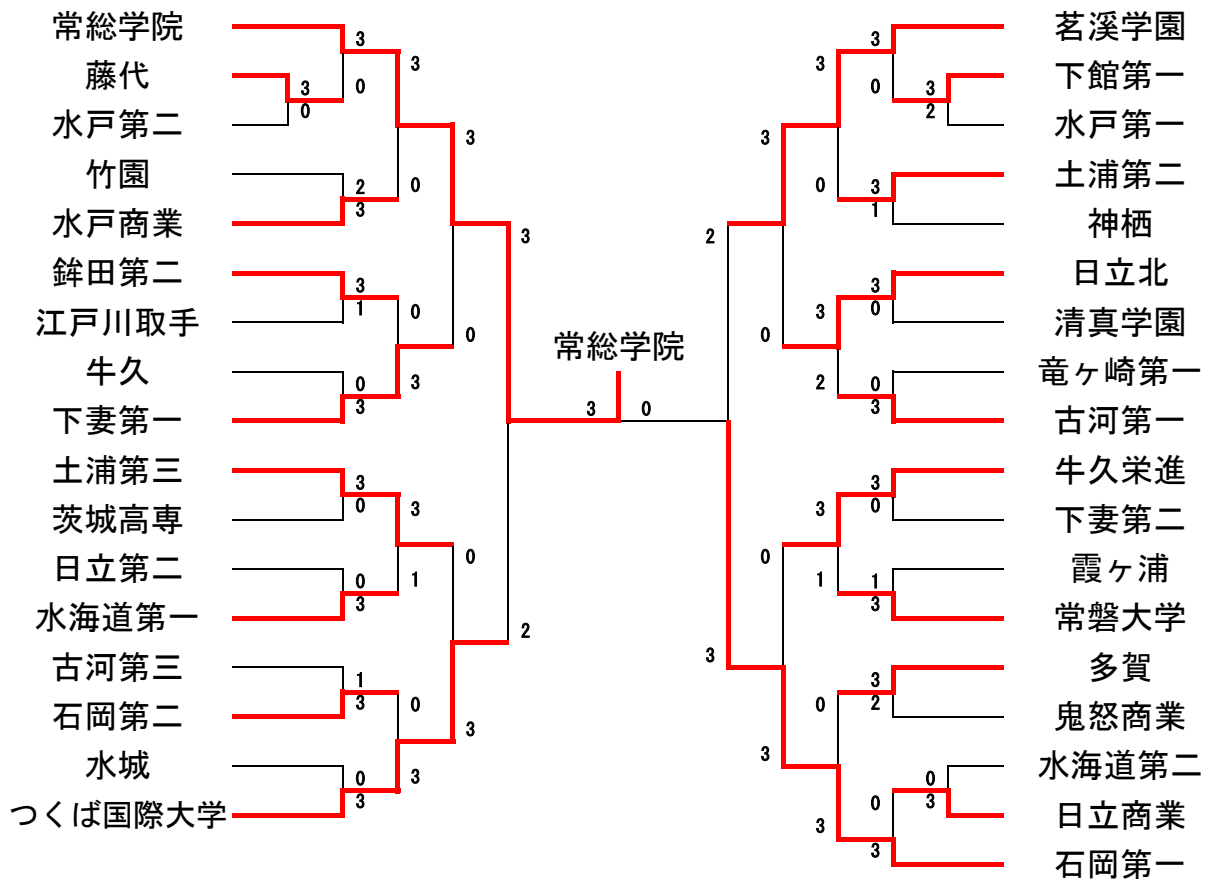 常総学院
藤代
水戸第二
竹園
水戸商業
鉾田第二
江戸川取手
牛久
下妻第一
土浦第三
茨城高専
日立第二
水海道第一
古河第三
石岡第二
水城
つくば国際大学
3
0
3
0
2
3
3
1
0
3
3
0
0
3
1
3
0
3
3
0
0
3
3
1
0
3
3
0
0
3
3
2
常総学院
3
0
2
3
3
0
0
3
3
0
3
2
3
1
0
3
3
0
3
2
3
1
3
0
0
3
3
0
1
3
3
2
0
3
0
3
茗溪学園
下館第一
水戸第一
土浦第二
神栖
日立北
清真学園
竜ヶ崎第一
古河第一
牛久栄進
下妻第二
霞ヶ浦
常磐大学
多賀
鬼怒商業
水海道第二
日立商業
石岡第一